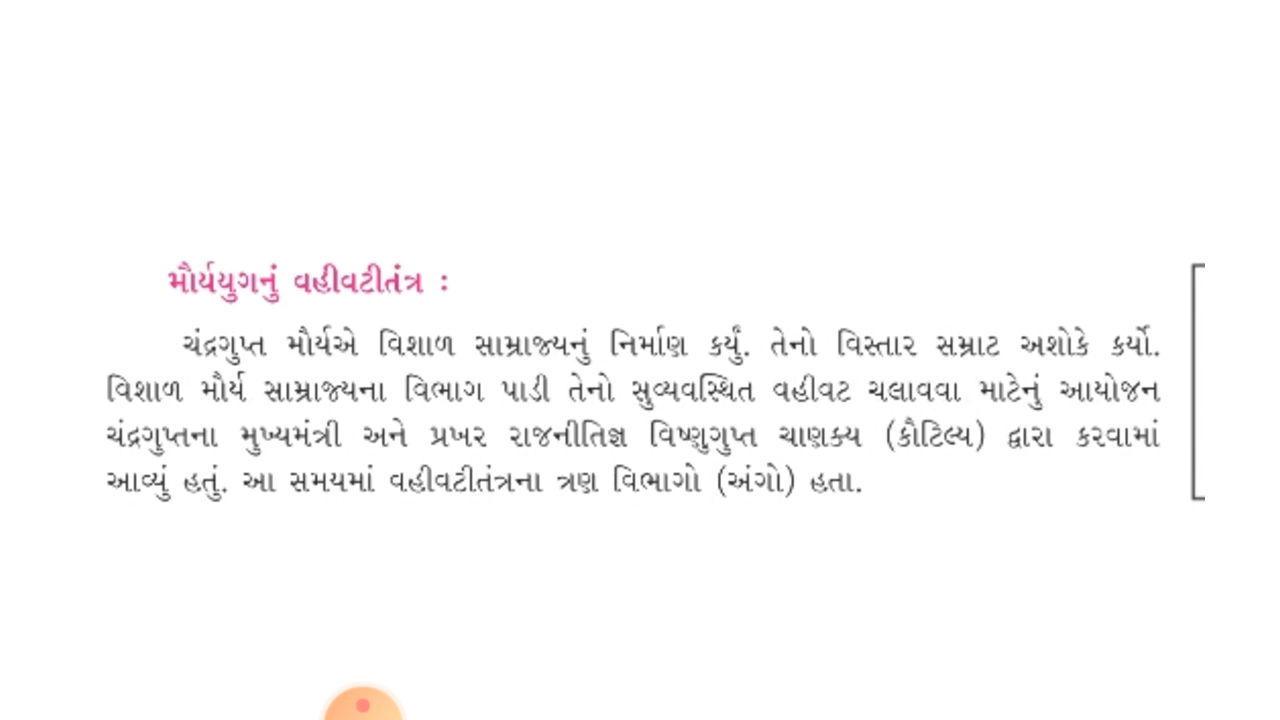 મૌર્યયુગનું વહીવટીતંત્ર :
ચંદ્રગુપ્ત મૌર્યએ વિશાળ સામ્રાજ્યનું નિર્માણ કર્યું. તેનો વિસ્તાર સમ્રાટ અશોકે કર્યો.
વિશાળ મૌર્ય સામ્રાજ્યના વિભાગ પાડી તેનો સુવ્યવસ્થિત વહીવટ ચલાવવા માટેનું આયોજન
ચંદ્રગુપ્તના મુખ્યમંત્રી અને પ્રખર રાજનીતિજ્ઞ વિષ્ણુગુપ્ત ચાણક્ય (કૌટિલ્ય) દ્વારા કરવામાં
આવ્યું હતું. આ સમયમાં વહીવટીતંત્રના ત્રણ વિભાગો (અંગો) હતા.